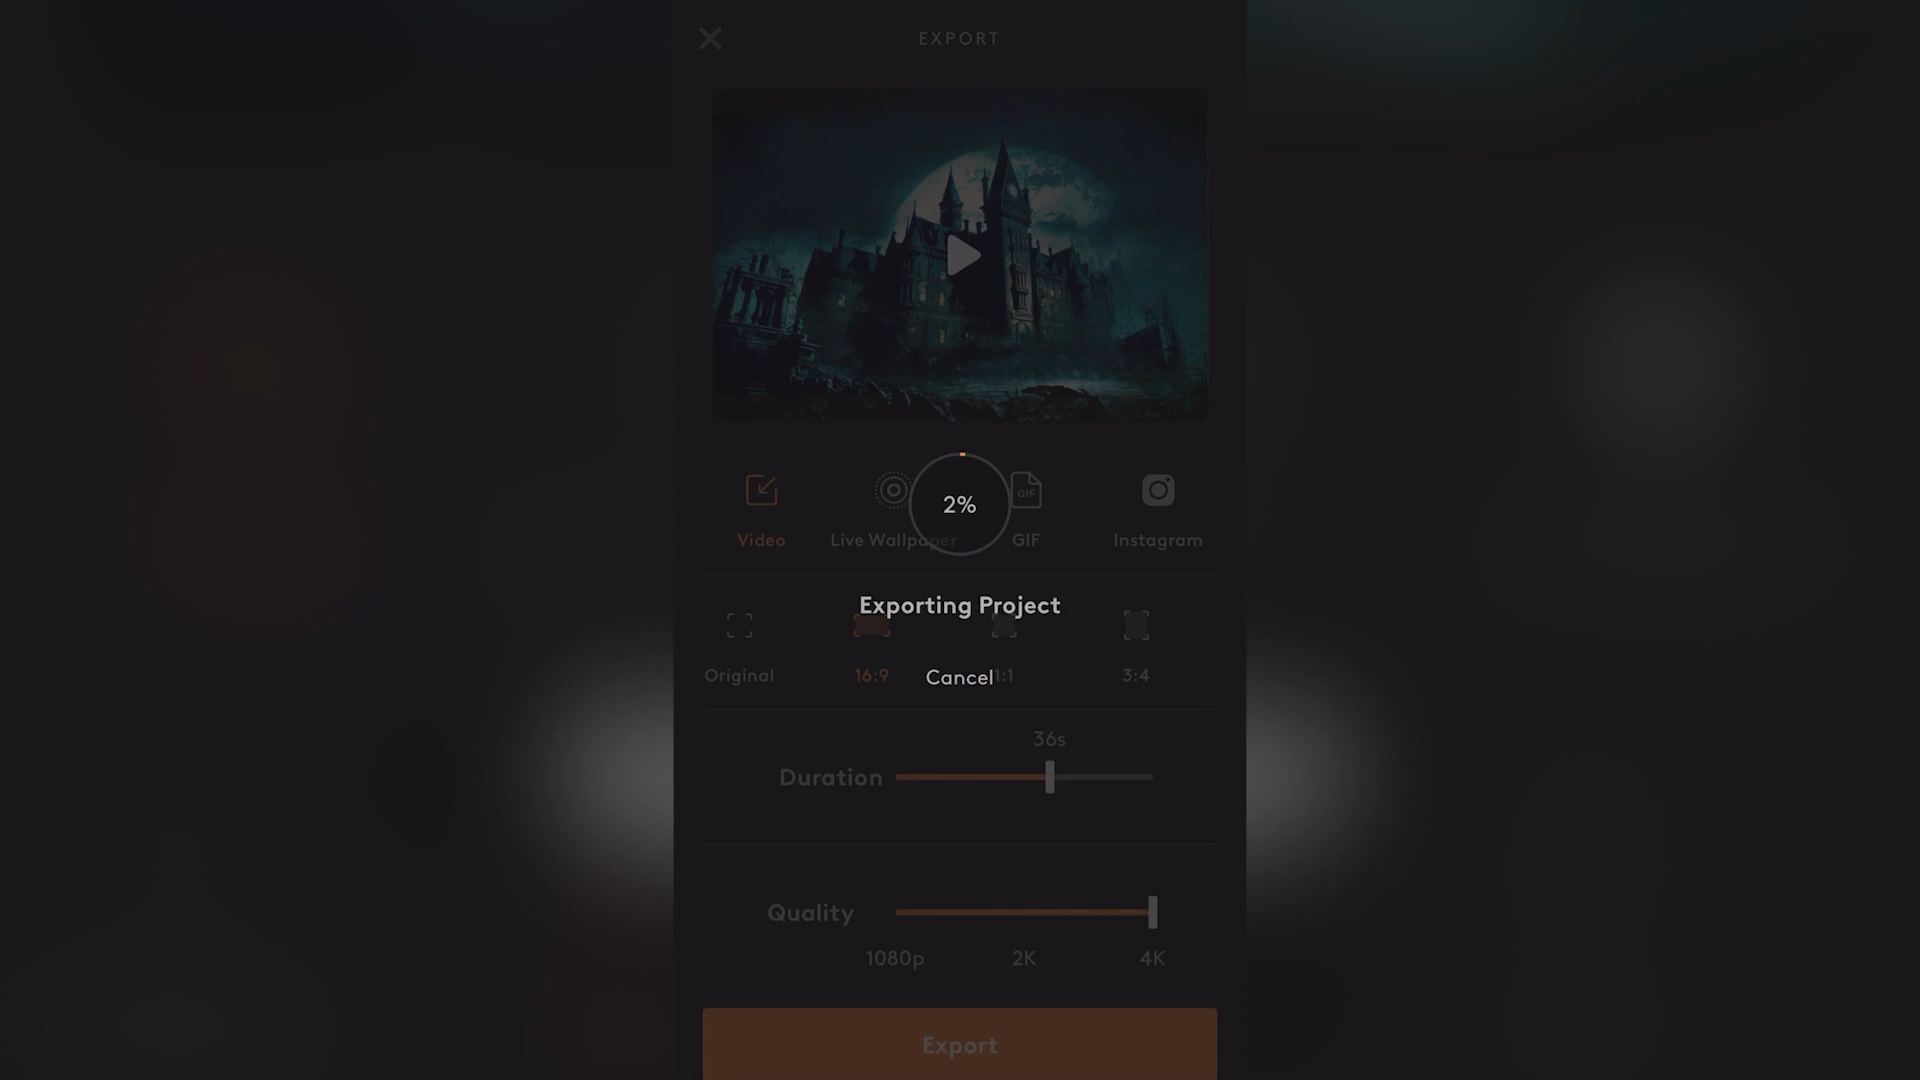 EXPORT
2%
Video
Live Wallpaper
GIF
GIF
Instagram
Exporting Project
Original
16:9
Cancel
1:1
3:4
36s
Duration
Quality
1080p
2K
4K
Export